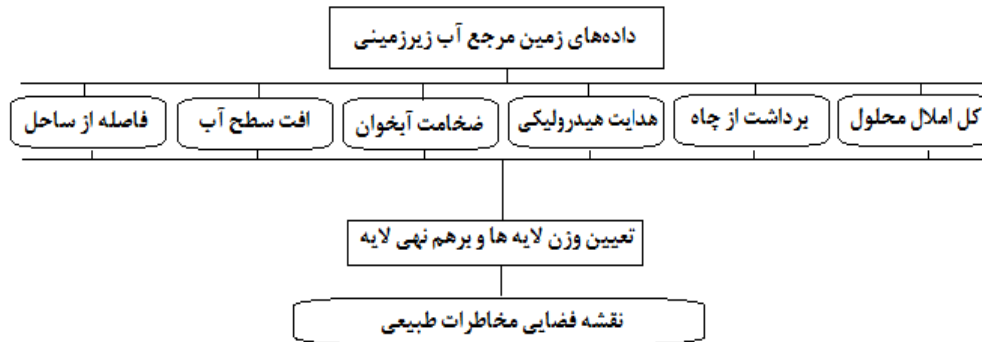 داده‌های زمین مرجع آب زیرزمینی
کل املال محلول
برداشت از چاه
هدایت هیدرولیکی
ضخامت آبخوان
افت سطح آب
فاصله از ساحل
تعیین وزن لایه ها و برهم نهی لایه
نقشه فضایی مخاطرات طبیعی